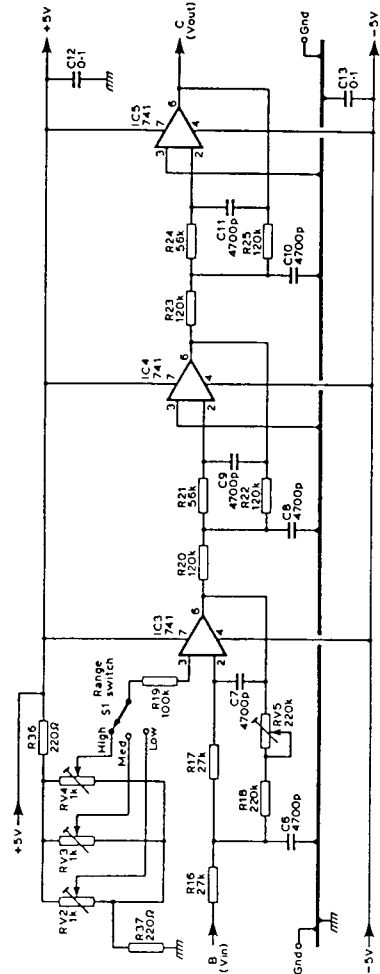 +5V
R36
220Ω
+5V
C12
0·1
RV4
1k
RV3
1k
RV2
1k
High
Med
Low
S1 Range
switch
R37
220Ω
R19
100k
IC3
741
3
7
6
2
4
IC4
741
3
7
6
2
4
IC5
741
3
7
6
2
4
C
(Vout)
B
(Vin)
R16
27k
R17
27k
C7
4700p
R18
220k
RV5
220k
C6
4700p
R20
120k
R21
56k
C9
4700p
R22
120k
C8
4700p
R23
120k
R24
56k
C11
4700p
R25
120k
C10
4700p
Gnd
Gnd
C13
0·1
-5V
-5V